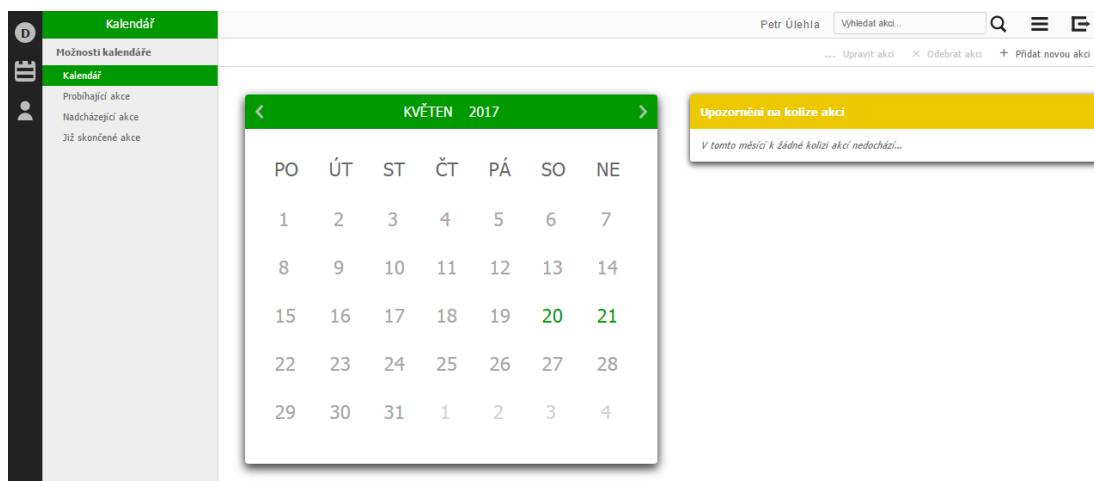 D
Kalendář
Petr Úlehla
Vyhledat akci...
Možnosti kalendáře
... Upravit akci × Odebrat akci + Přidat novou akci
Kalendář
Probíhající akce
Nadcházející akce
Již skončené akce
KVĚTEN 2017
PO ÚT ST ČT PÁ SO NE
1 2 3 4 5 6 7
8 9 10 11 12 13 14
15 16 17 18 19 20 21
22 23 24 25 26 27 28
29 30 31 1 2 3 4
Upozornění na kolize akcí
V tomto měsíci k žádné kolizi akcí nedochází...